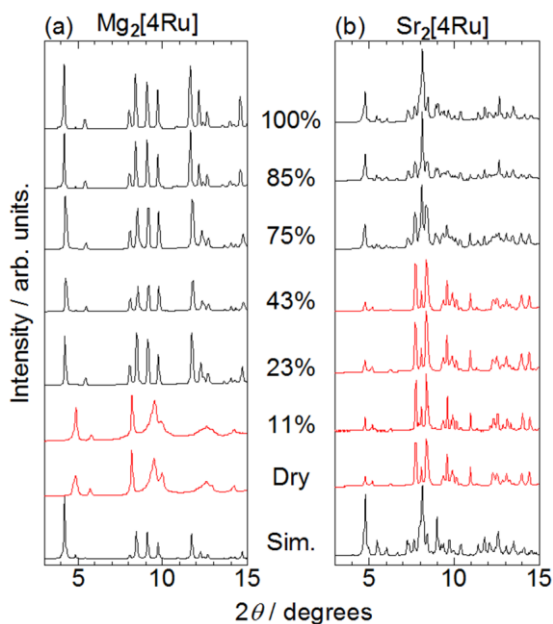 (a) Mg2[4Ru]
(b) Sr2[4Ru]
Intensity / arb. units.
100%
85%
75%
43%
23%
11%
Dry
Sim.
5 10 15
5 10 15
2θ / degrees